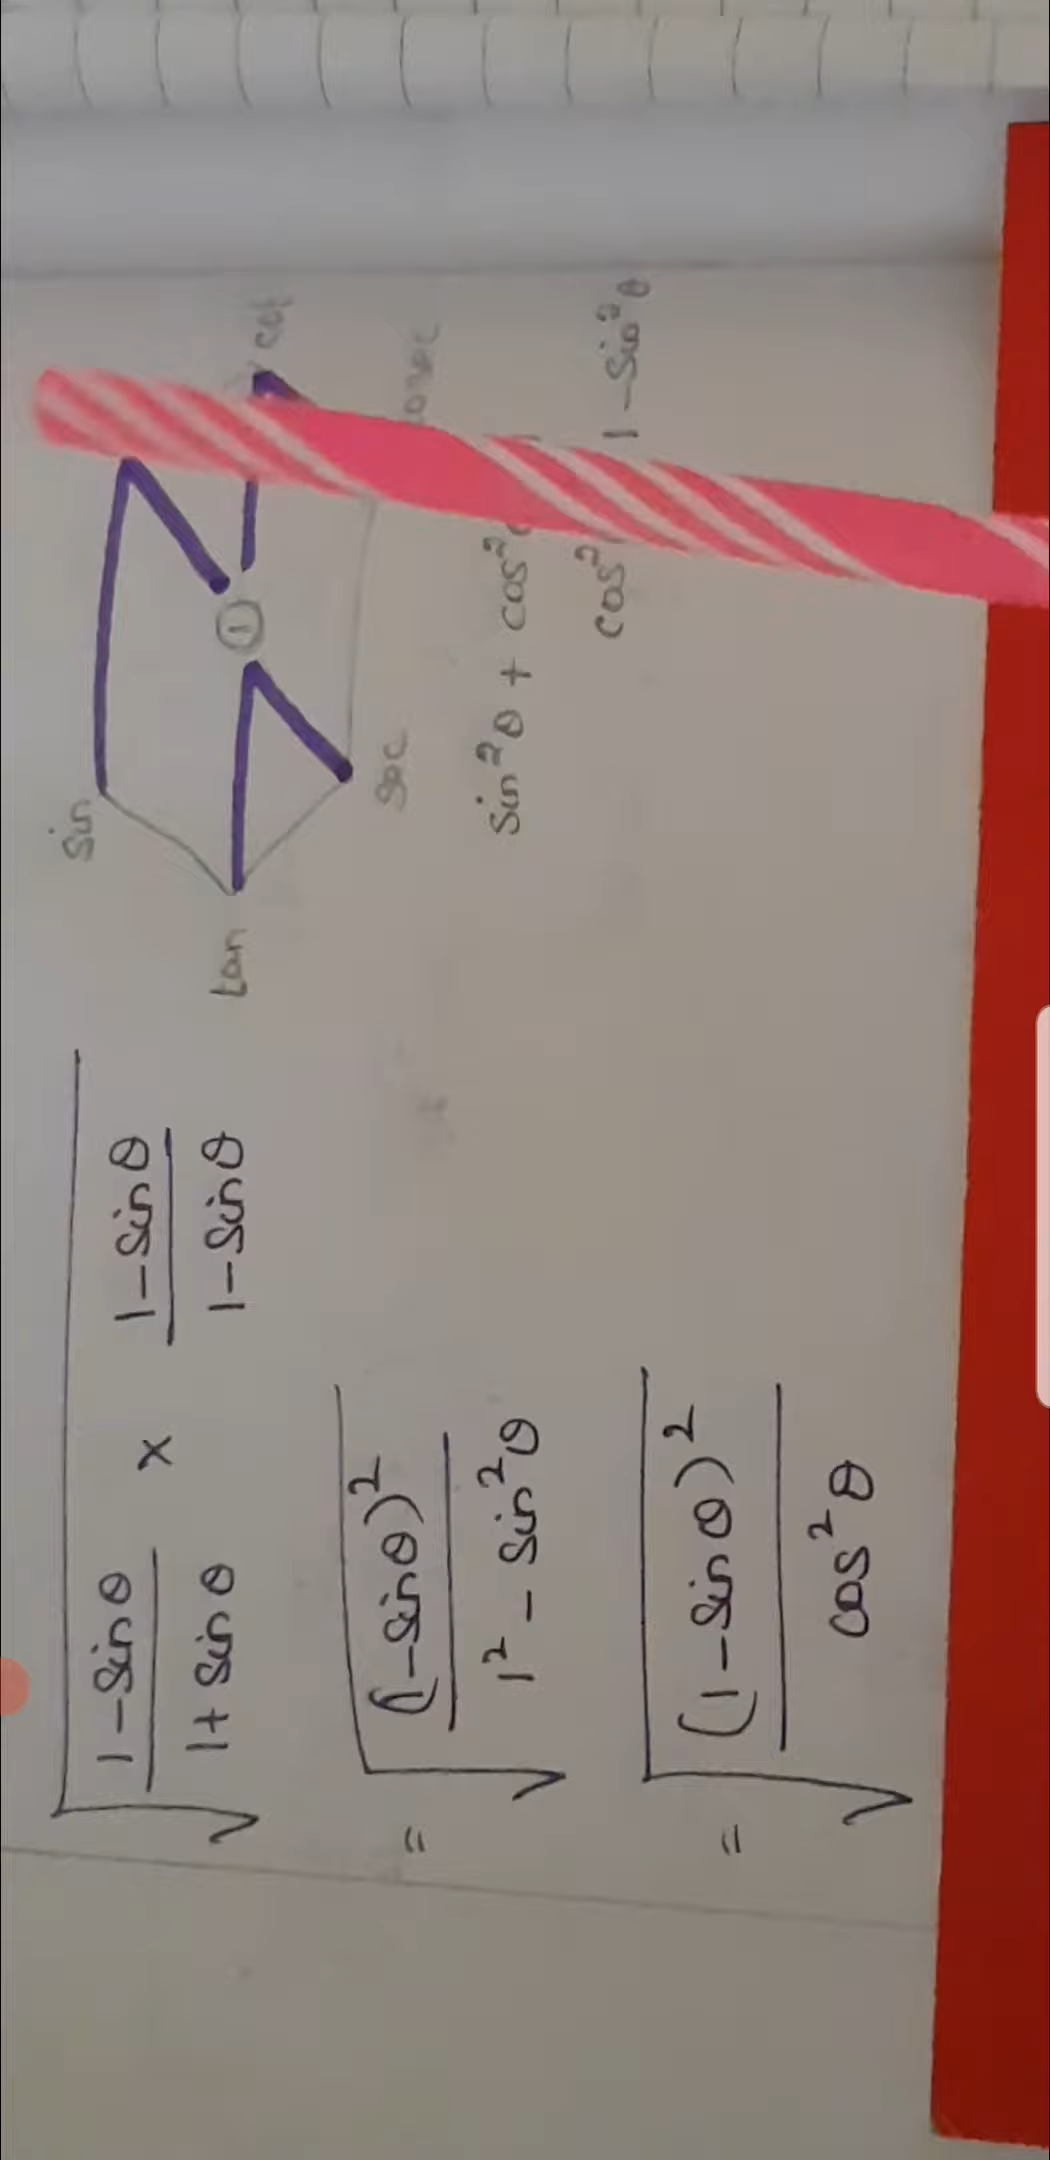 √((1-sinθ)/(1+sinθ) × (1-sinθ)/(1-sinθ))
= √((1-sinθ)²/(1² - sin²θ))
= √((1-sinθ)²/cos²θ)
sin
tan ① cot
sec cosec
sin²θ + cos²
cos² 1-sin²θ